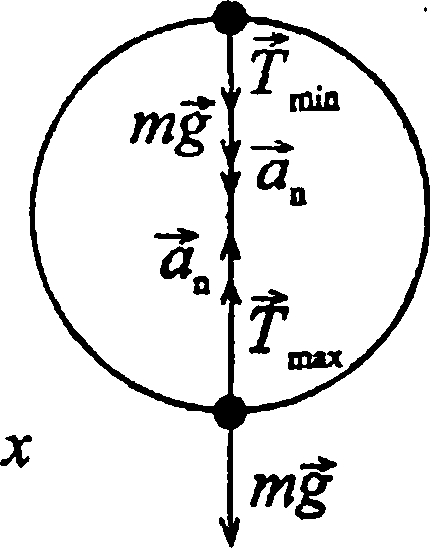 T⃗ min
mg⃗
a⃗ n
a⃗ n
T⃗ max
x
mg⃗